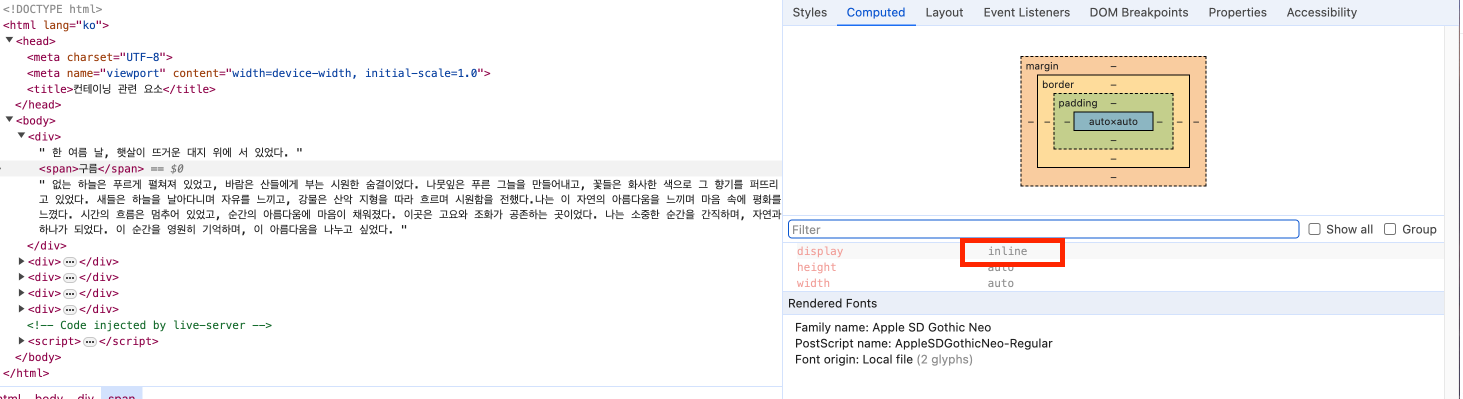 <!DOCTYPE html>
<html lang="ko">
<head>
<meta charset="UTF-8">
<meta name="viewport" content="width=device-width, initial-scale=1.0">
<title>컨테이닝 관련 요소</title>
</head>
<body>
<div>
" 한 여름 날, 햇살이 뜨거운 대지 위에 서 있었다. "
<span>구름</span> == $0
" 없는 하늘은 푸르게 펼쳐져 있었고, 바람은 산들에게 부는 시원한 숨결이었다. 나뭇잎은 푸른 그늘을 만들어내고, 꽃들은 화사한 색으로 그 향기를 퍼뜨리
고 있었다. 새들은 하늘을 날아다니며 자유를 느끼고, 강물은 산악 지형을 따라 흐르며 시원함을 전했다.나는 이 자연의 아름다움을 느끼며 마음 속에 평화를
느꼈다. 시간의 흐름은 멈추어 있었고, 순간의 아름다움에 마음이 채워졌다. 이곳은 고요와 조화가 공존하는 곳이었다. 나는 소중한 순간을 간직하며, 자연과
하나가 되었다. 이 순간을 영원히 기억하며, 이 아름다움을 나누고 싶었다. "
</div>
<div>…</div>
<div>…</div>
<div>…</div>
<div>…</div>
<!-- Code injected by live-server -->
<script>…</script>
</body>
</html>
html body div span
Styles Computed Layout Event Listeners DOM Breakpoints Properties Accessibility
margin –
border –
padding –
– – – auto×auto – – –
–
–
–
Filter Show all Group
display inline
height auto
width auto
Rendered Fonts
Family name: Apple SD Gothic Neo
PostScript name: AppleSDGothicNeo-Regular
Font origin: Local file (2 glyphs)